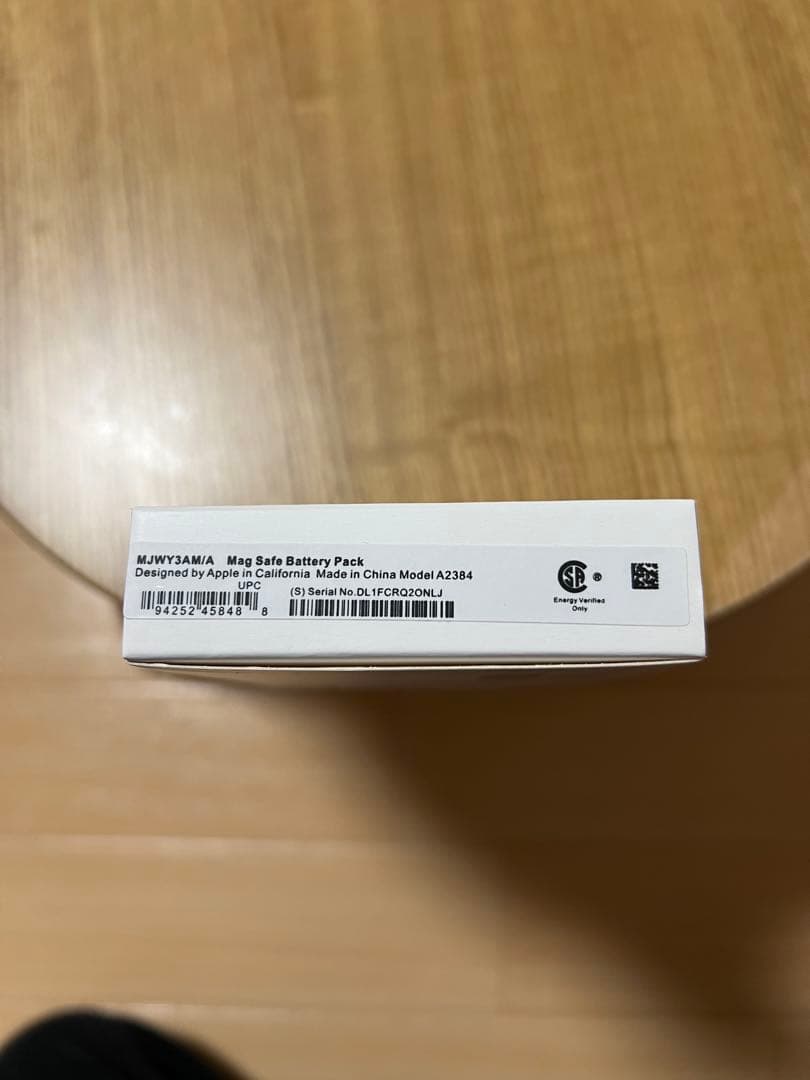 MJWY3AM/A Mag Safe Battery Pack
Designed by Apple in California Made in China Model A2384
UPC
94252 45848 8
(S) Serial No.DL1FCRQ2ONLJ
SA ®
Energy Verified
Only